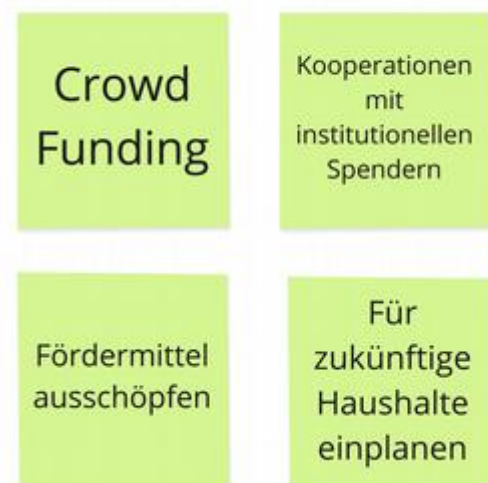 Crowd
Funding
Kooperationen
mit
institutionellen
Spendern
Fördermittel
ausschöpfen
Für
zukünftige
Haushalte
einplanen